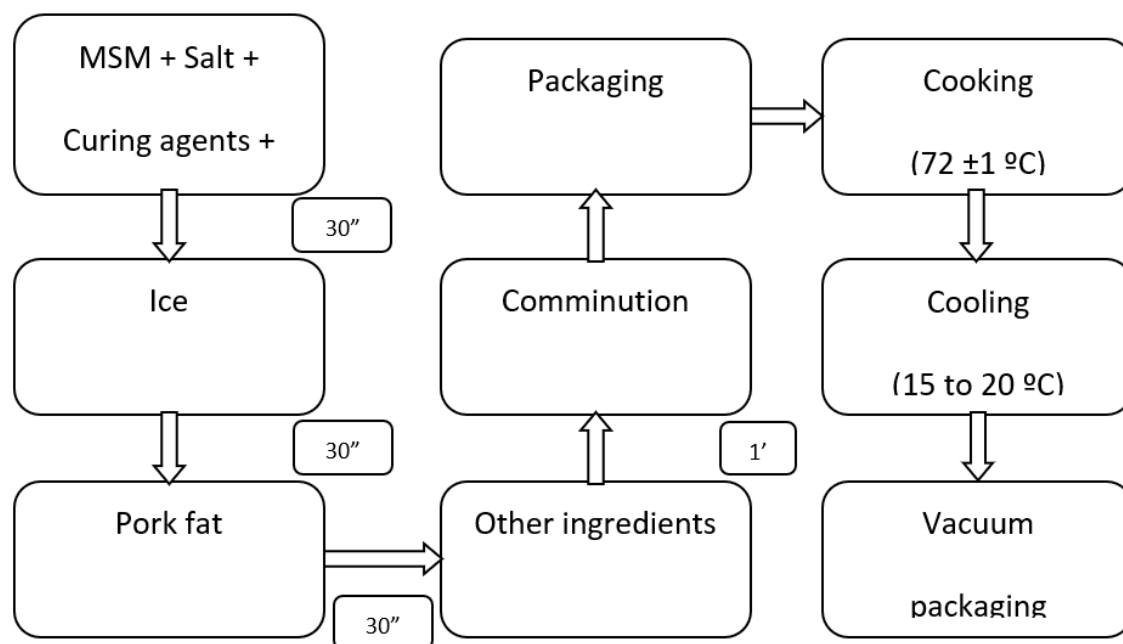 MSM + Salt +
Curing agents +
30”
Ice
30”
Pork fat
30”
Other ingredients
1’
Comminution
Packaging
Cooking
(72 ±1 ºC)
Cooling
(15 to 20 ºC)
Vacuum
packaging